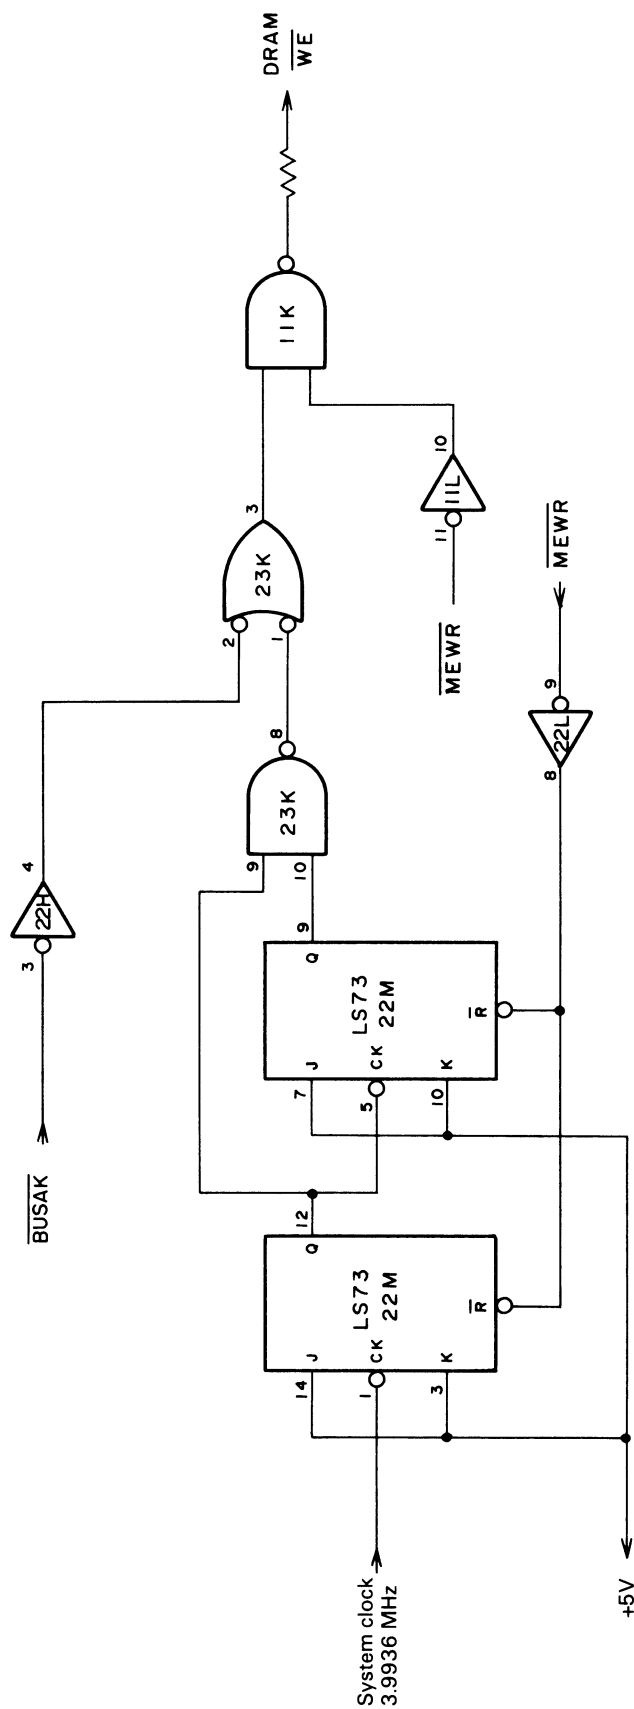 DRAM
WE
11K
3
10
11L
11
MEWR
MEWR
23K
2
1
9
22L
8
8
23K
9
10
4
22H
3
BUSAK
9
Q
LS73
22M
R
J
CK
K
7
5
10
12
Q
LS73
22M
R
J
CK
K
14
1
3
System clock
3.9936 MHz
+5V